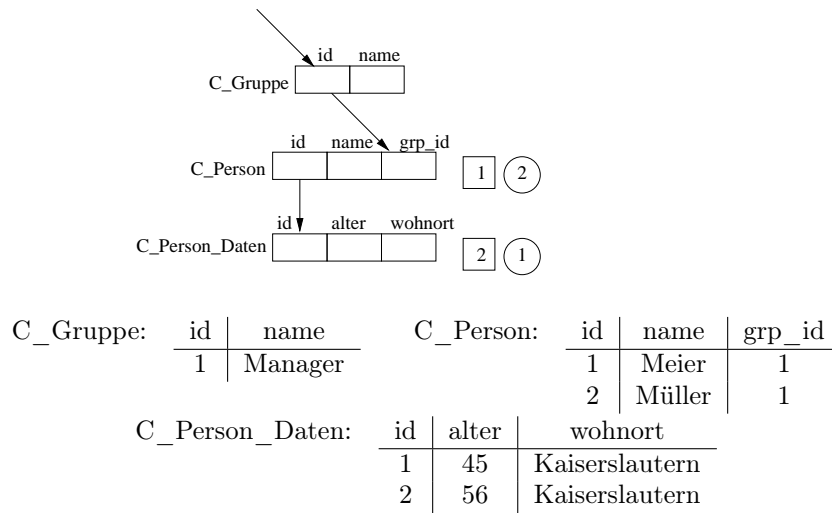 id name
C_Gruppe
id name grp_id
C_Person 1 2
id alter wohnort
C_Person_Daten 2 1
C_Gruppe: id name C_Person: id name grp_id
1 Manager 1 Meier 1
2 Müller 1
C_Person_Daten: id alter wohnort
1 45 Kaiserslautern
2 56 Kaiserslautern